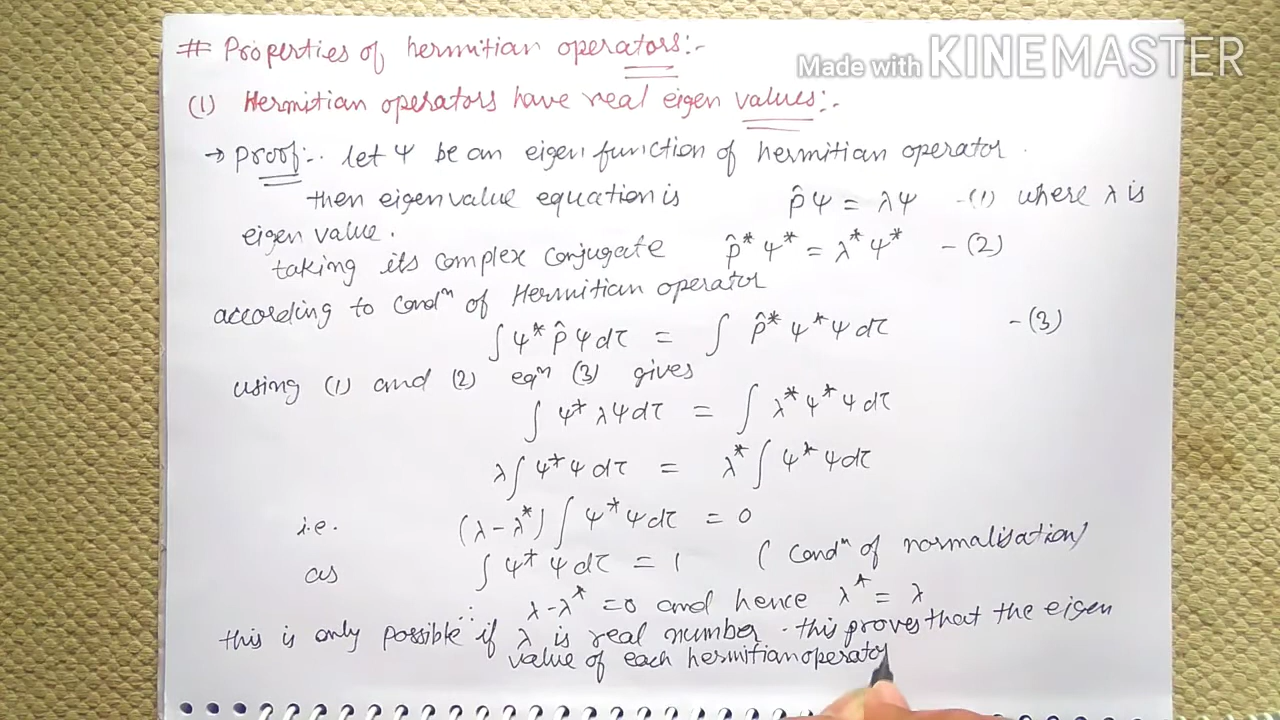 # Properties of hermitian operators:-
Made with KINEMASTER
(1) Hermitian operators have real eigen values:-
→ proof:- let Ψ be an eigen function of hermitian operator.
then eigen value equation is p̂Ψ = λΨ -(1) where λ is
eigen value.
taking its complex conjugate p̂* Ψ* = λ* Ψ* -(2)
according to condⁿ of Hermitian operator
∫ Ψ* p̂ Ψ dτ = ∫ p̂* Ψ* Ψ dτ -(3)
using (1) and (2) eqⁿ (3) gives
∫ Ψ* λΨ dτ = ∫ λ* Ψ* Ψ dτ
λ ∫ Ψ* Ψ dτ = λ* ∫ Ψ* Ψ dτ
i.e. (λ - λ*) ∫ Ψ* Ψ dτ = 0
as ∫ Ψ* Ψ dτ = 1 ( condⁿ of normalisation)
∴ λ - λ* = 0 and hence λ* = λ
this is only possible if λ is real number. this proves that the eigen
value of each hermitian operator